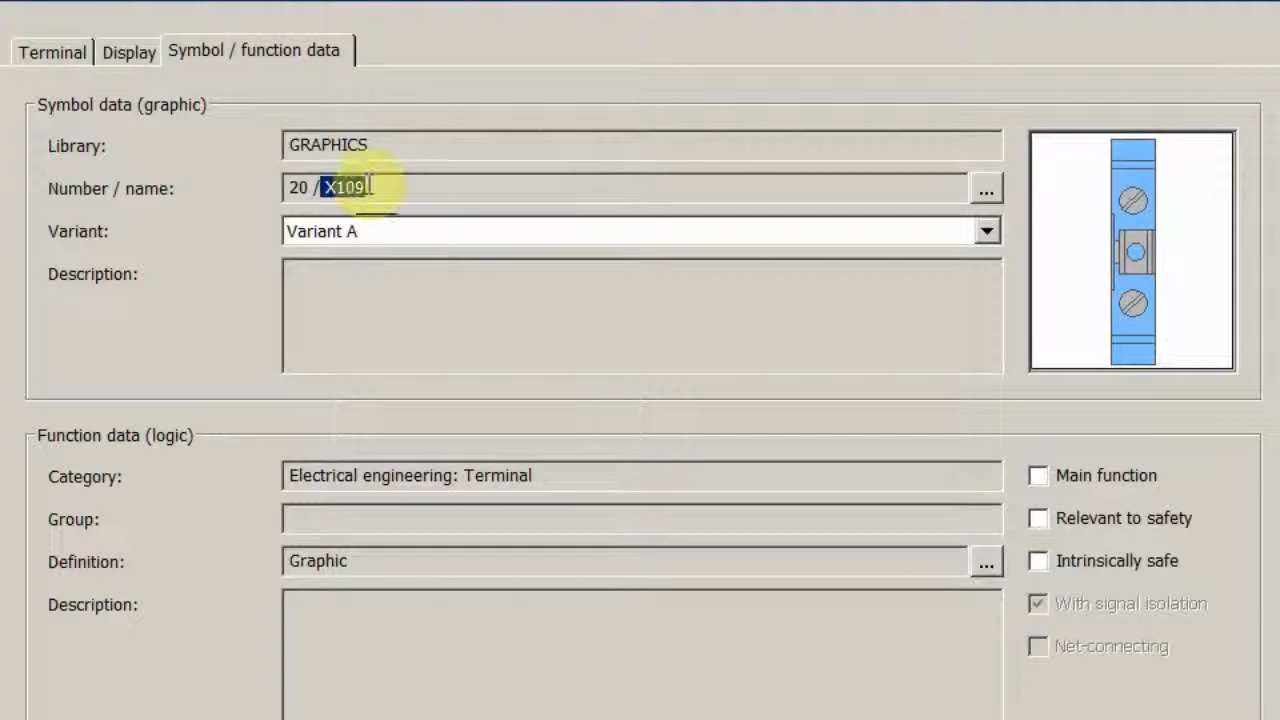 Terminal Display Symbol / function data
Symbol data (graphic)
Library: GRAPHICS
Number / name: 20 / X109 ...
Variant: Variant A
Description:
Function data (logic)
Category: Electrical engineering: Terminal Main function
Group: Relevant to safety
Definition: Graphic ... Intrinsically safe
Description: With signal isolation
Net-connecting